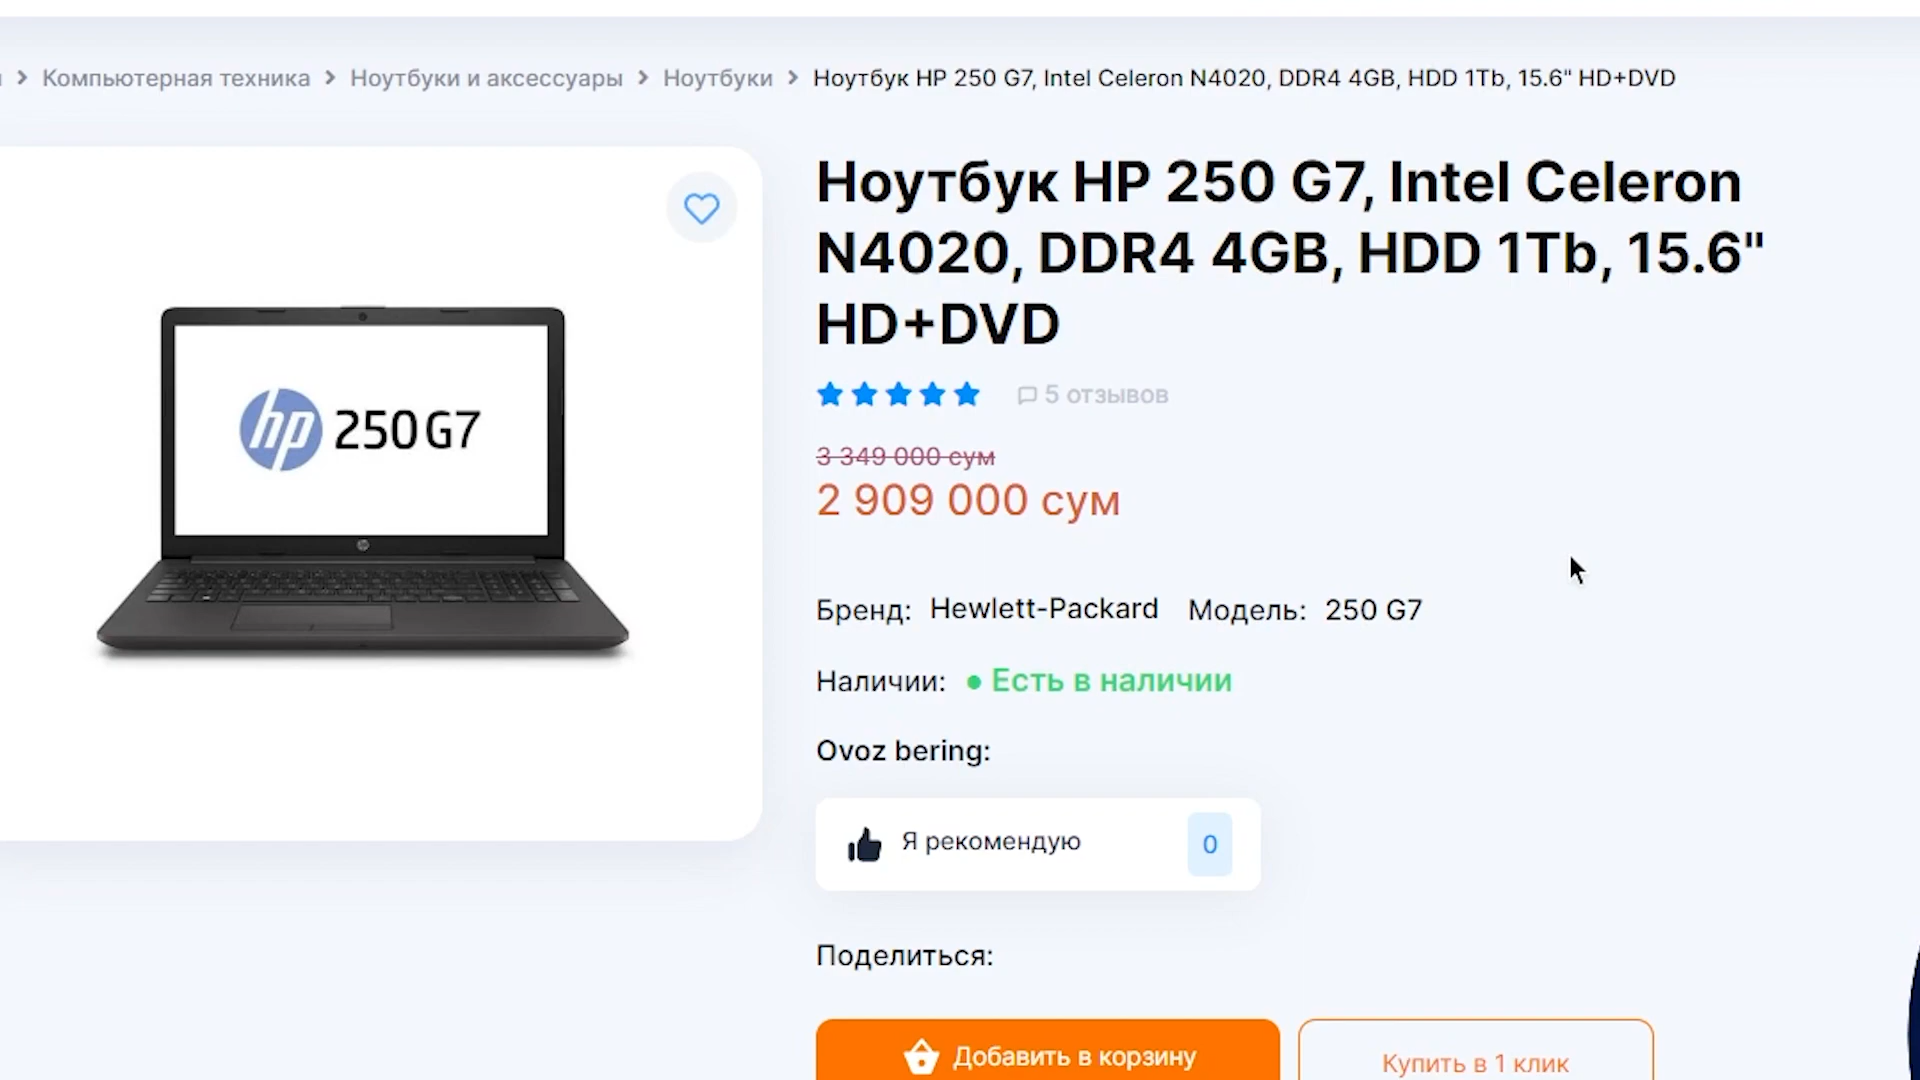 Компьютерная техника > Ноутбуки и аксессуары > Ноутбуки > Ноутбук HP 250 G7, Intel Celeron N4020, DDR4 4GB, HDD 1Tb, 15.6" HD+DVD
Ноутбук HP 250 G7, Intel Celeron
N4020, DDR4 4GB, HDD 1Tb, 15.6"
HD+DVD
hp 250 G7
5 отзывов
3 349 000 сум
2 909 000 сум
Бренд: Hewlett-Packard Модель: 250 G7
Наличии: • Есть в наличии
Ovoz bering:
Я рекомендую 0
Поделиться:
Добавить в корзину Купить в 1 клик